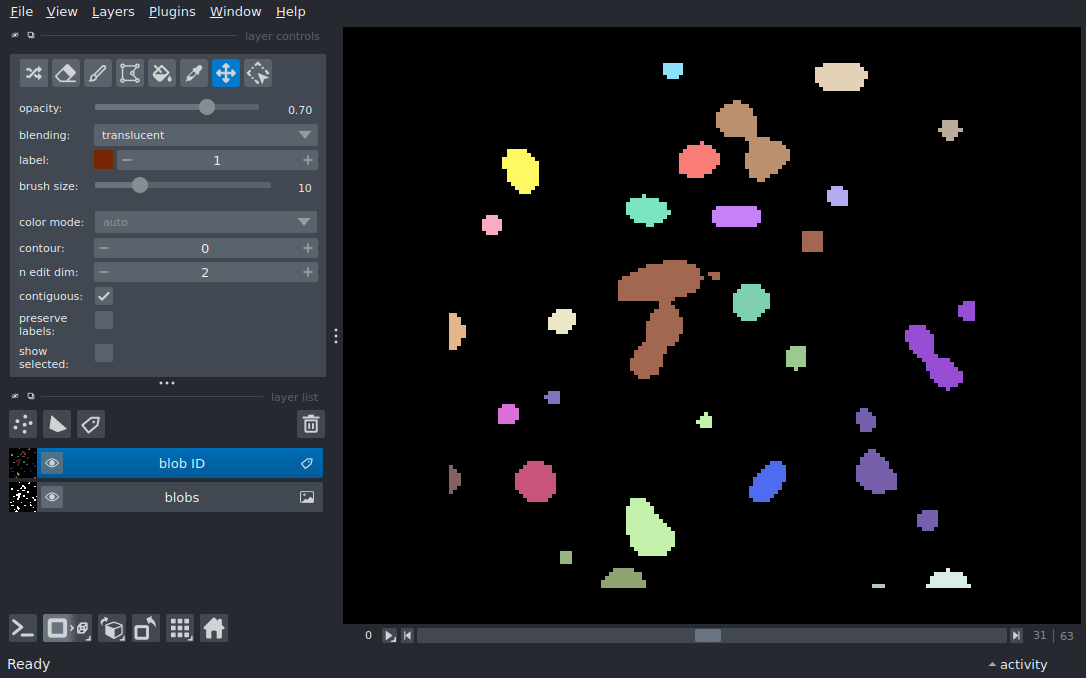 File View Layers Plugins Window Help
layer controls
opacity: 0.70
blending: translucent
label: 1
brush size: 10
color mode: auto
contour: 0
n edit dim: 2
contiguous:
preserve
labels:
show
selected:
layer list
blob ID
blobs
0 31 | 63
Ready activity